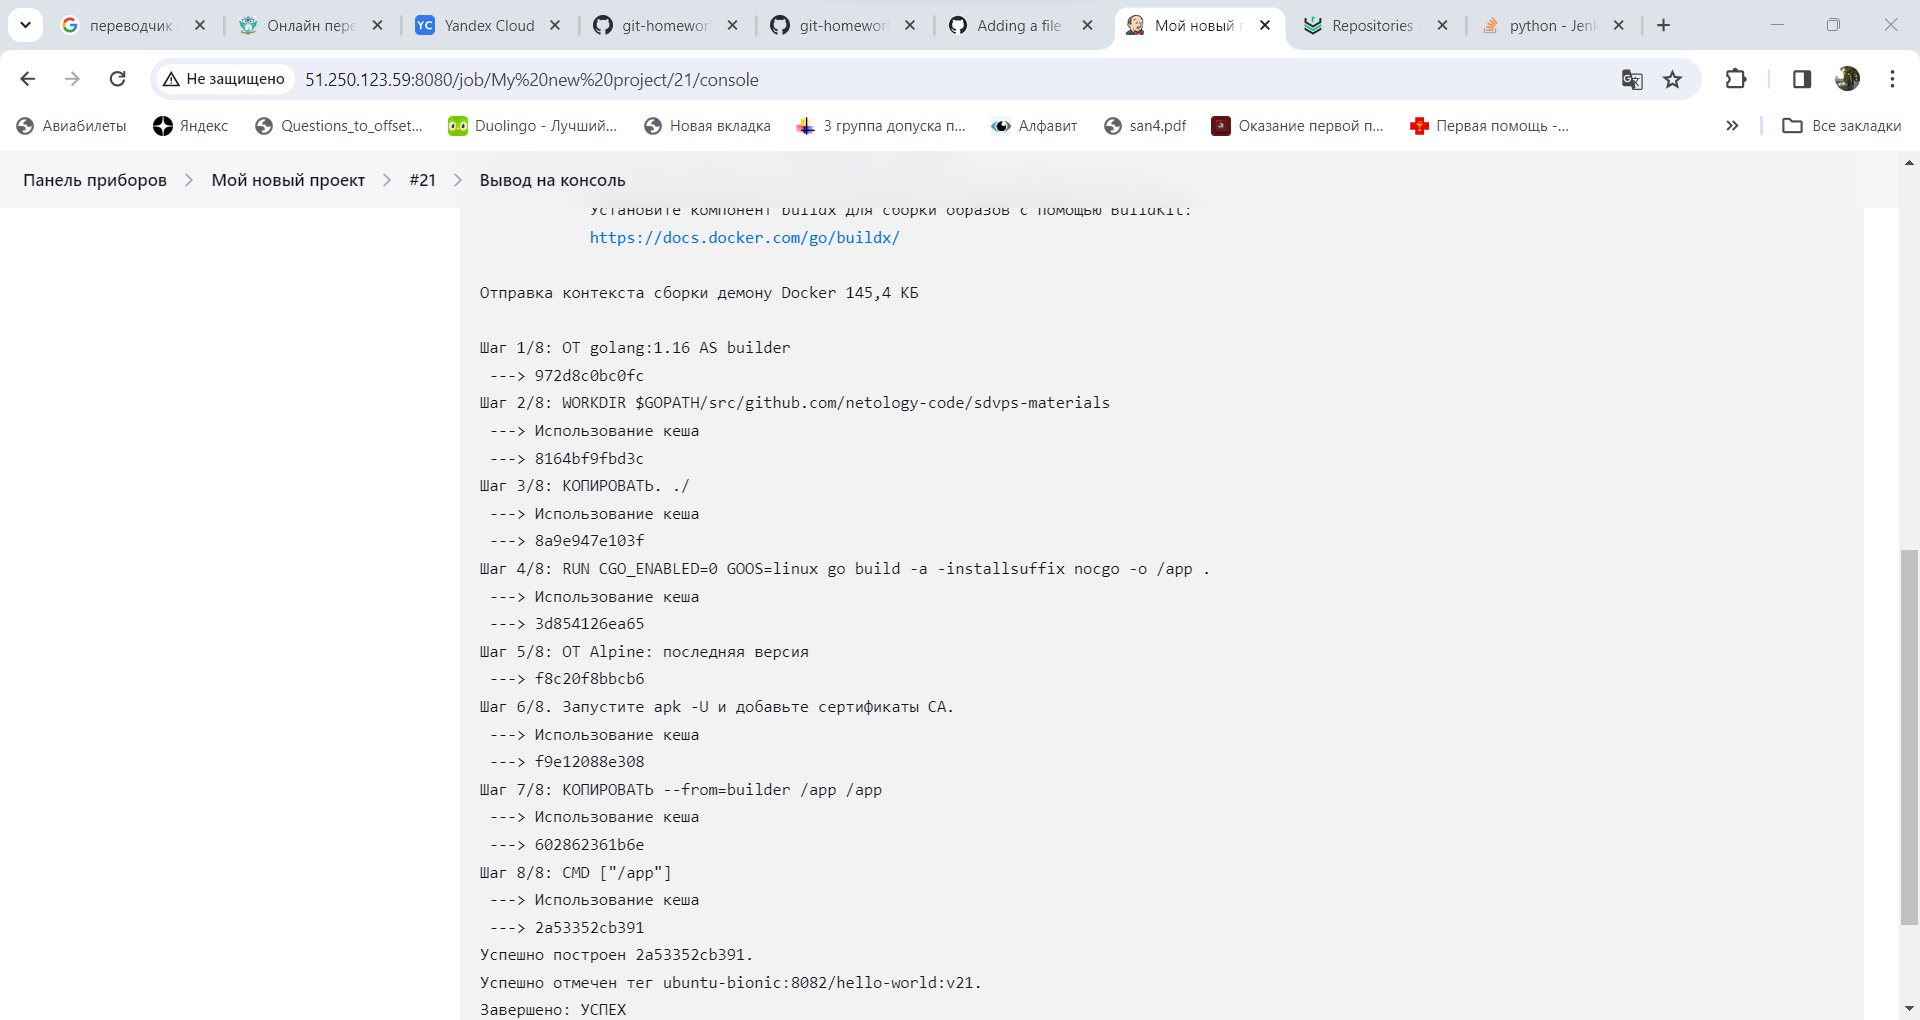 переводчик
Онлайн пере
Yandex Cloud
git-homewor
git-homewor
Adding a file
Мой новый п
Repositories -
python - Jenk
Не защищено
51.250.123.59:8080/job/My%20new%20project/21/console
Авиабилеты
Яндекс
Questions_to_offset...
Duolingo - Лучший...
Новая вкладка
3 группа допуска п...
Алфавит
san4.pdf
Оказание первой п...
Первая помощь -...
Все закладки
Панель приборов > Мой новый проект > #21 > Вывод на консоль
Установите компонент buildx для сборки образов с помощью BuildKit:
https://docs.docker.com/go/buildx/
Отправка контекста сборки демону Docker 145,4 КБ
Шаг 1/8: ОТ golang:1.16 AS builder
---> 972d8c0bc0fc
Шаг 2/8: WORKDIR $GOPATH/src/github.com/netology-code/sdvps-materials
---> Использование кеша
---> 8164bf9fbd3c
Шаг 3/8: КОПИРОВАТЬ. ./
---> Использование кеша
---> 8a9e947e103f
Шаг 4/8: RUN CGO_ENABLED=0 GOOS=linux go build -a -installsuffix nocgo -o /app .
---> Использование кеша
---> 3d854126ea65
Шаг 5/8: ОТ Alpine: последняя версия
---> f8c20f8bbcb6
Шаг 6/8. Запустите apk -U и добавьте сертификаты CA.
---> Использование кеша
---> f9e12088e308
Шаг 7/8: КОПИРОВАТЬ --from=builder /app /app
---> Использование кеша
---> 602862361b6e
Шаг 8/8: CMD ["/app"]
---> Использование кеша
---> 2a53352cb391
Успешно построен 2a53352cb391.
Успешно отмечен тег ubuntu-bionic:8082/hello-world:v21.
Завершено: УСПЕХ